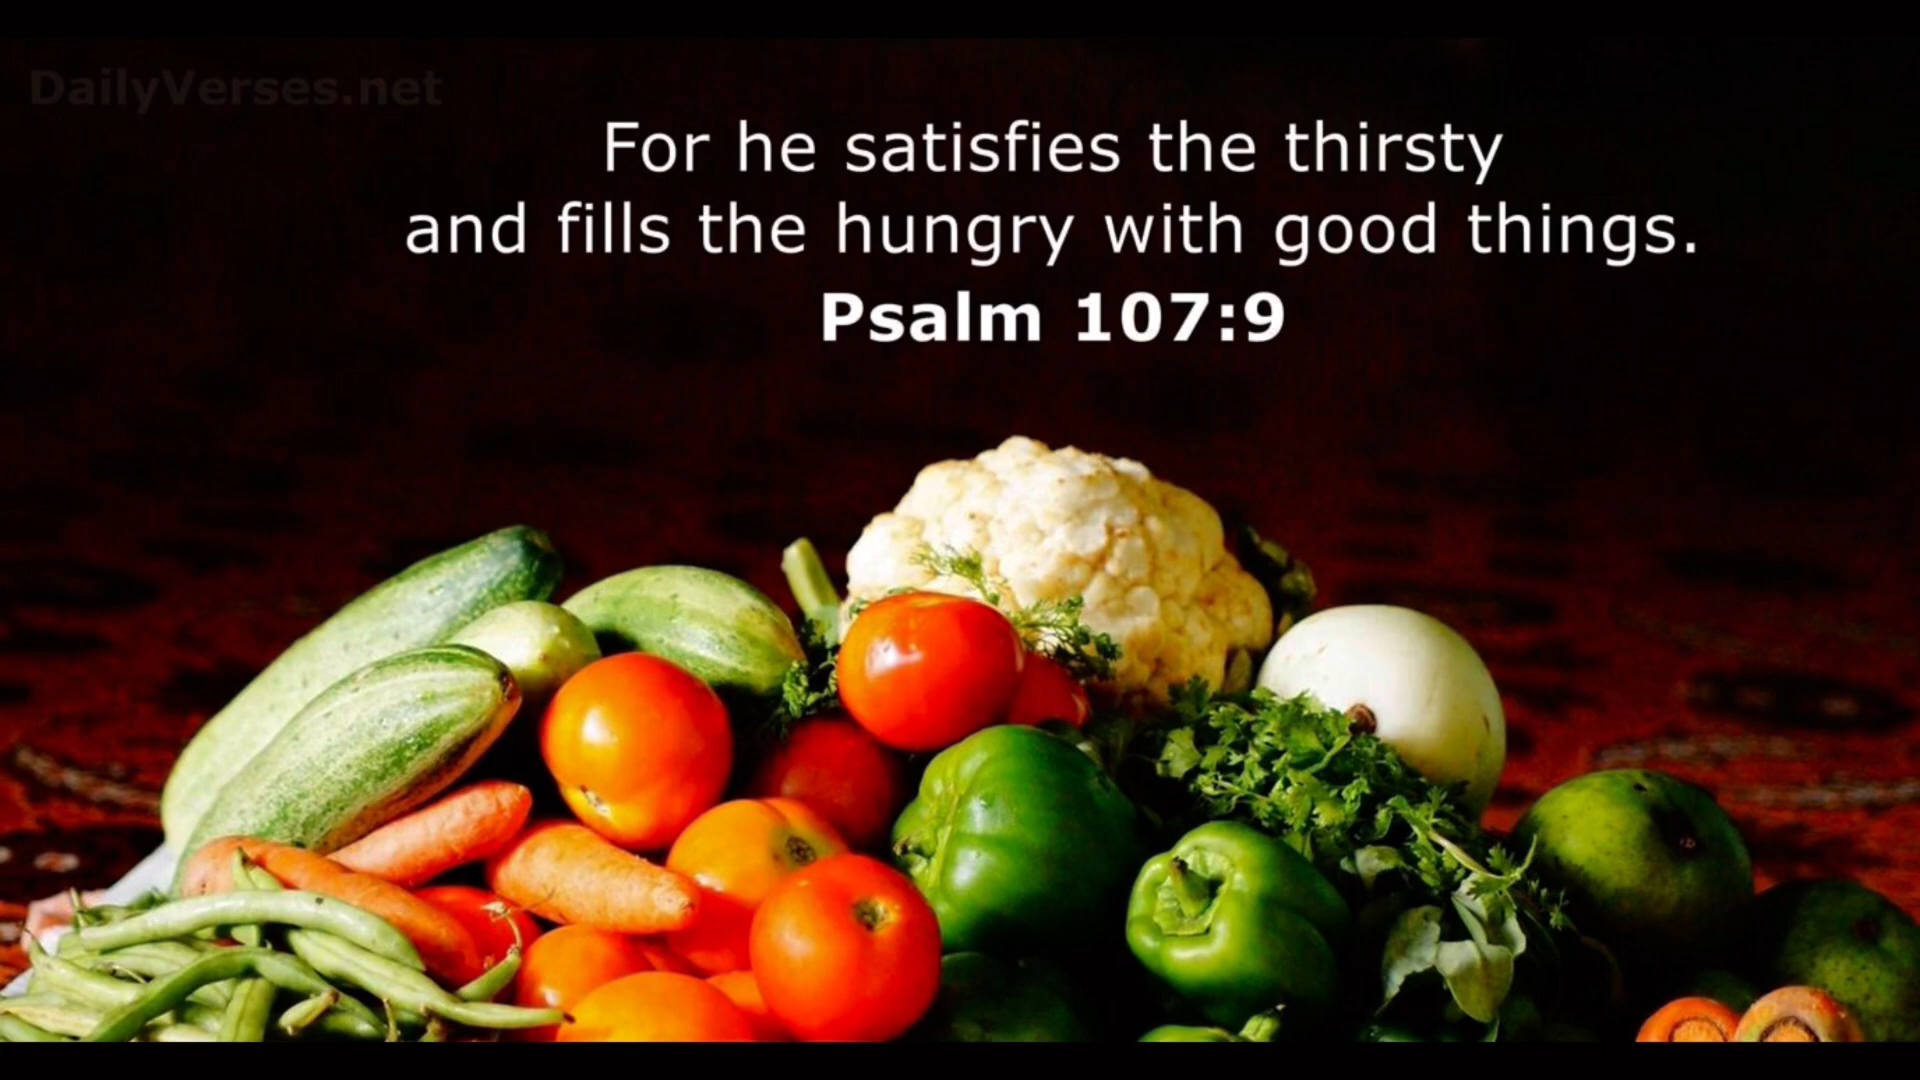 DailyVerses.net
For he satisfies the thirsty
and fills the hungry with good things.
Psalm 107:9